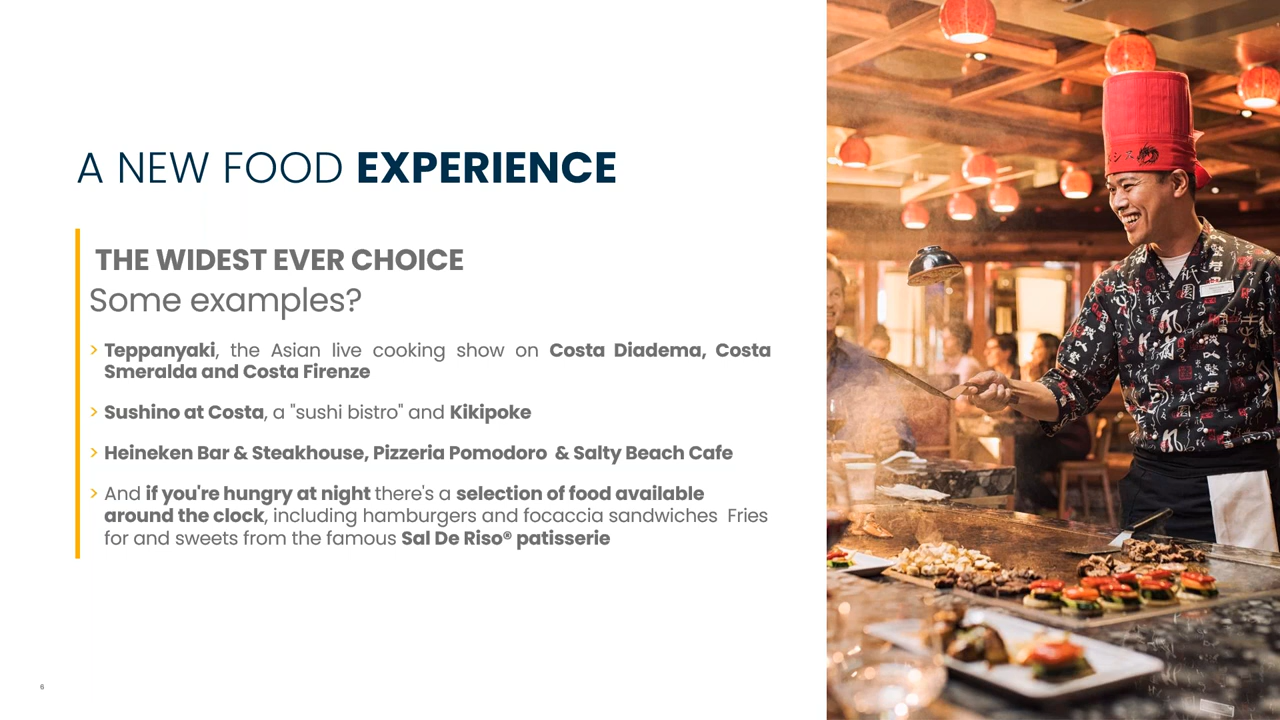 A NEW FOOD EXPERIENCE
THE WIDEST EVER CHOICE
Some examples?
› Teppanyaki, the Asian live cooking show on Costa Diadema, Costa
Smeralda and Costa Firenze
› Sushino at Costa, a "sushi bistro" and Kikipoke
› Heineken Bar & Steakhouse, Pizzeria Pomodoro & Salty Beach Cafe
› And if you're hungry at night there's a selection of food available
around the clock, including hamburgers and focaccia sandwiches Fries
for and sweets from the famous Sal De Riso® patisserie
6